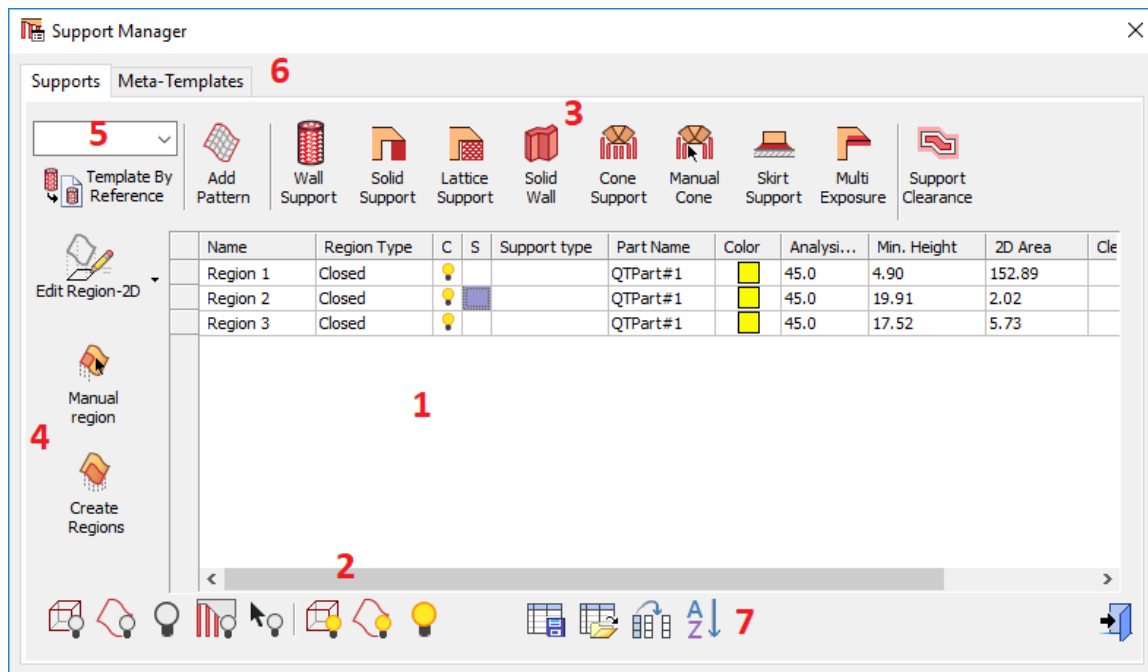 Support Manager
Supports Meta-Templates 6
5 3
Template By
Reference
Add
Pattern
Wall
Support
Solid
Support
Lattice
Support
Solid
Wall
Cone
Support
Manual
Cone
Skirt
Support
Multi
Exposure
Support
Clearance
Edit Region-2D
Manual
region
4
Create
Regions
Name Region Type C S Support type Part Name Color Analysi... Min. Height 2D Area Cle
Region 1 Closed QTPart#1 45.0 4.90 152.89
Region 2 Closed QTPart#1 45.0 19.91 2.02
Region 3 Closed QTPart#1 45.0 17.52 5.73
1
2
A
Z
7